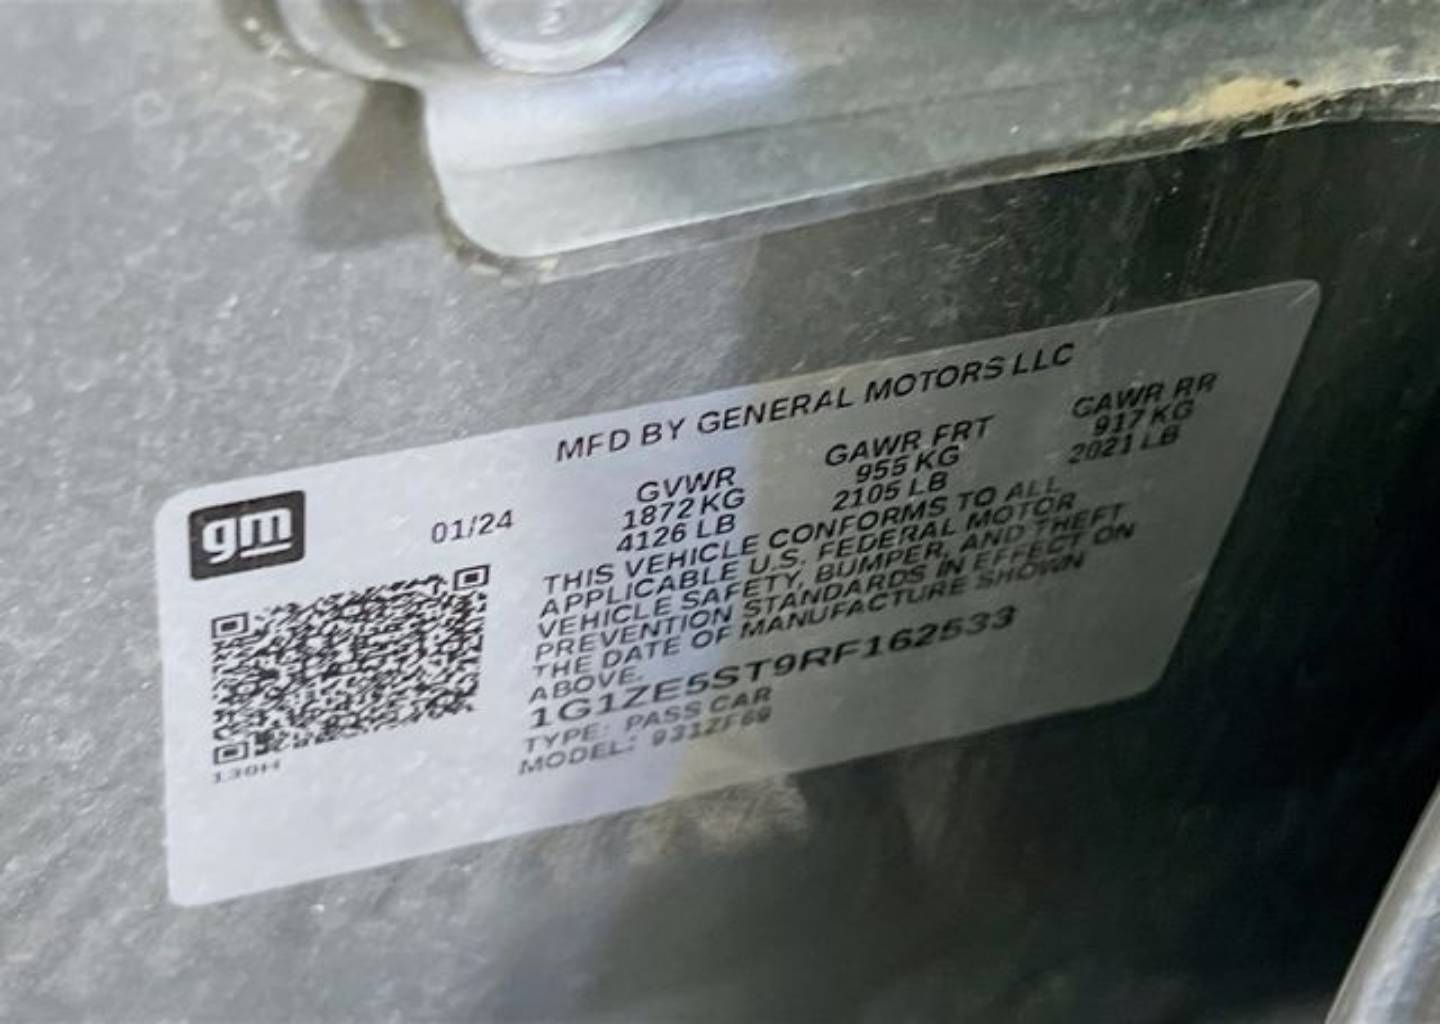 MFD BY GENERAL MOTORS LLC
gm
01/24
GVWR GAWR FRT GAWR RR
1872 KG 955 KG 917 KG
4126 LB 2105 LB 2021 LB
THIS VEHICLE CONFORMS TO ALL
APPLICABLE U.S. FEDERAL MOTOR
VEHICLE SAFETY, BUMPER, AND THEFT
PREVENTION STANDARDS IN EFFECT ON
THE DATE OF MANUFACTURE SHOWN
ABOVE.
1G1ZE5ST9RF162533
TYPE: PASS CAR
MODEL: 931ZF69
130H